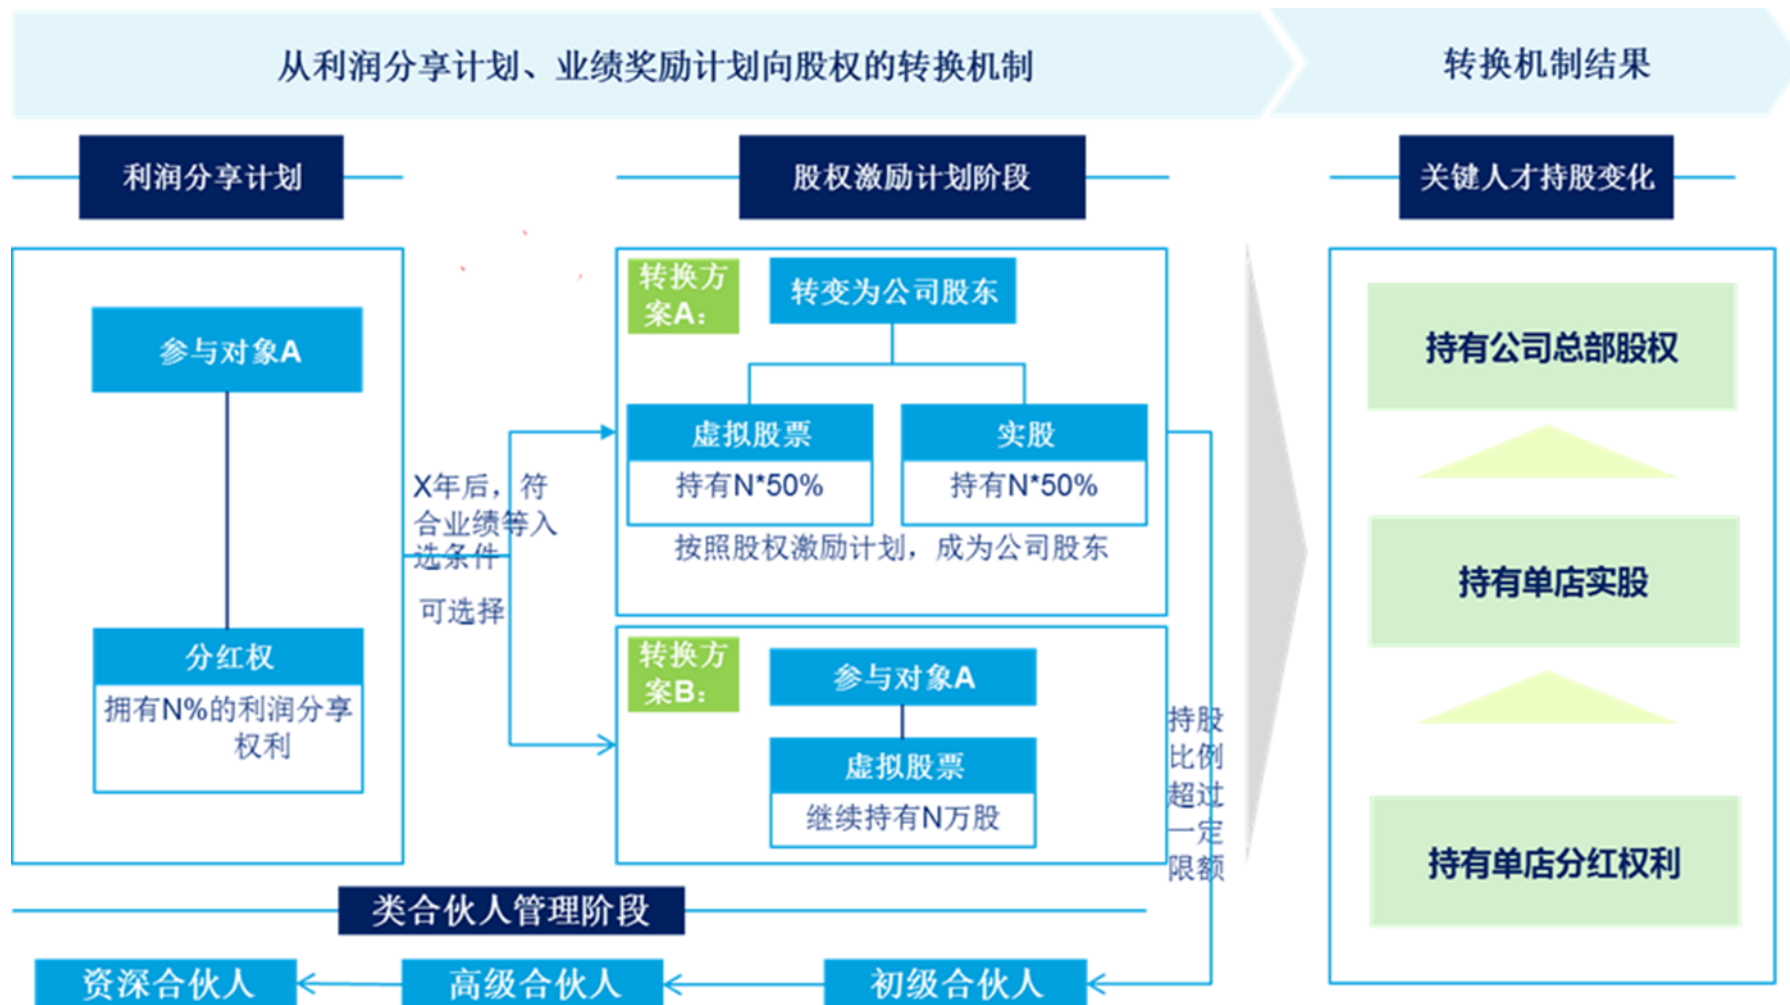 从利润分享计划、业绩奖励计划向股权的转换机制
转换机制结果
利润分享计划
股权激励计划阶段
关键人才持股变化
参与对象A
分红权
拥有N%的利润分享
权利
X年后，符
合业绩等入
选条件
可选择
转换方
案A：
转变为公司股东
虚拟股票
持有N*50%
实股
持有N*50%
按照股权激励计划，成为公司股东
转换方
案B：
参与对象A
虚拟股票
继续持有N万股
持股
比例
超过
一定
限额
持有公司总部股权
持有单店实股
持有单店分红权利
类合伙人管理阶段
资深合伙人
高级合伙人
初级合伙人